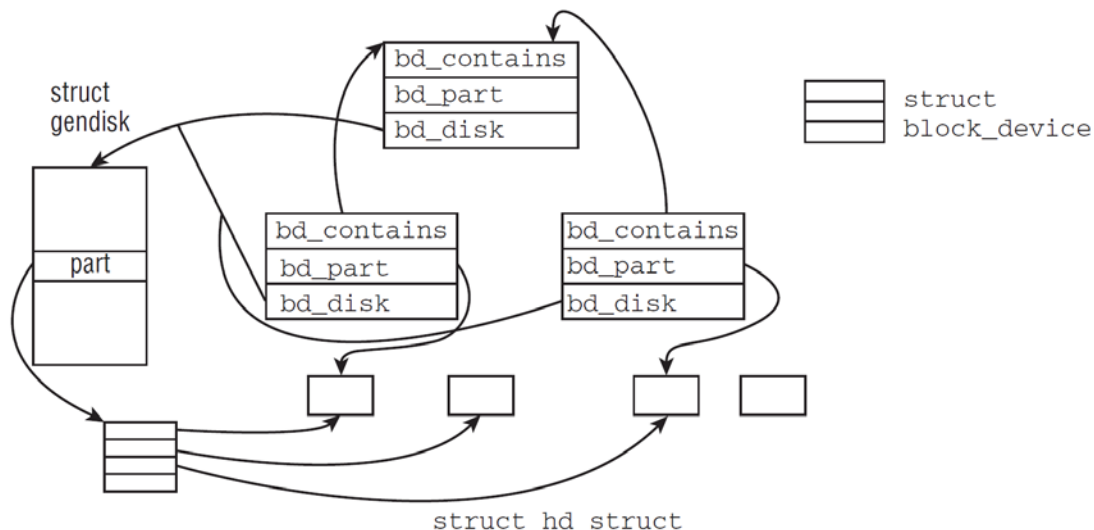 bd_contains
bd_part
bd_disk
struct
gendisk
struct
block_device
part
bd_contains
bd_part
bd_disk
bd_contains
bd_part
bd_disk
struct hd struct